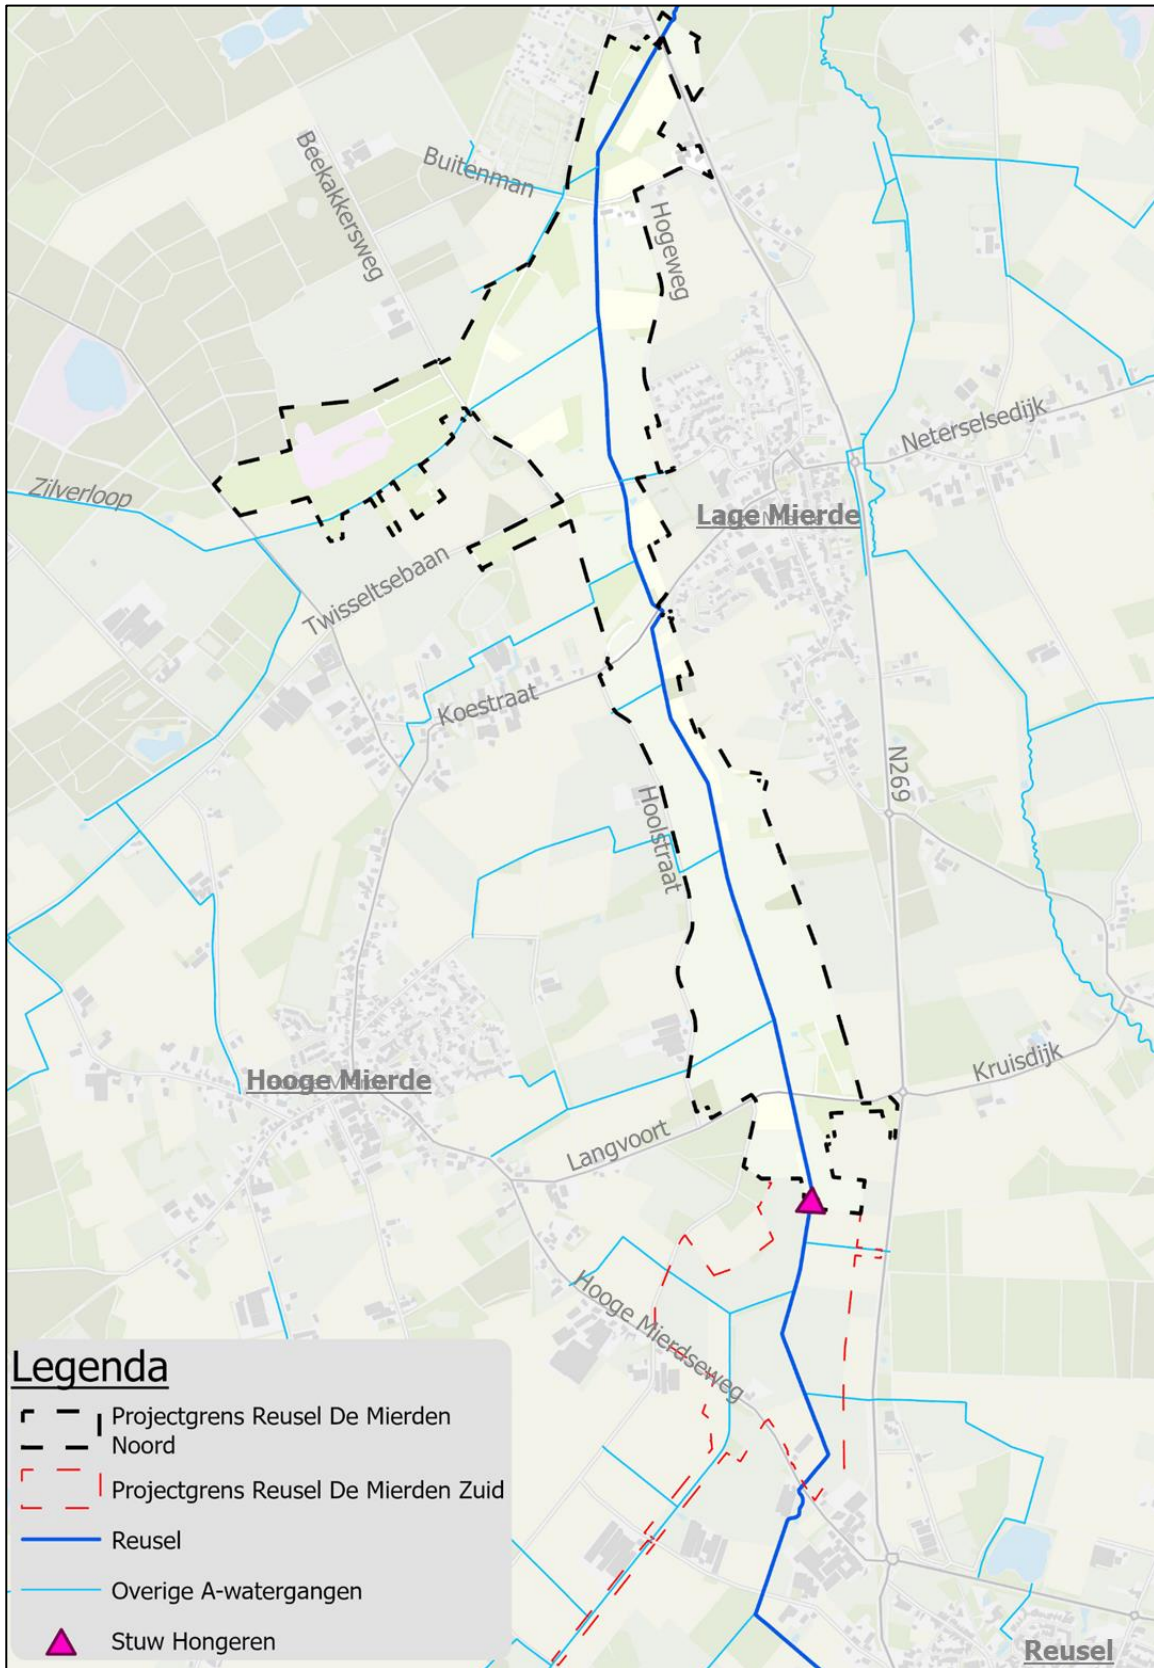 Beekakkersweg
Buitenman
Hogeweg
Neterselsedijk
Zilverloop
Lage Mierde
Twisseltsebaan
Koestraat
N269
Hoolstraat
Hooge Mierde
Kruisdijk
Langvoort
Hooge Mierdseweg
Legenda
Projectgrens Reusel De Mierden
Noord
Projectgrens Reusel De Mierden Zuid
Reusel
Overige A-watergangen
Stuw Hongeren
Reusel